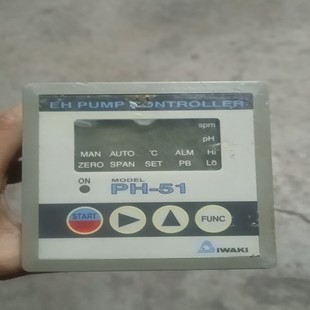 EH PUMP CONTROLLER
spm
pH
MAN AUTO °C ALM Hi
ZERO SPAN SET PB Lo
ON
MODEL
PH-51
START
FUNC
IWAKI